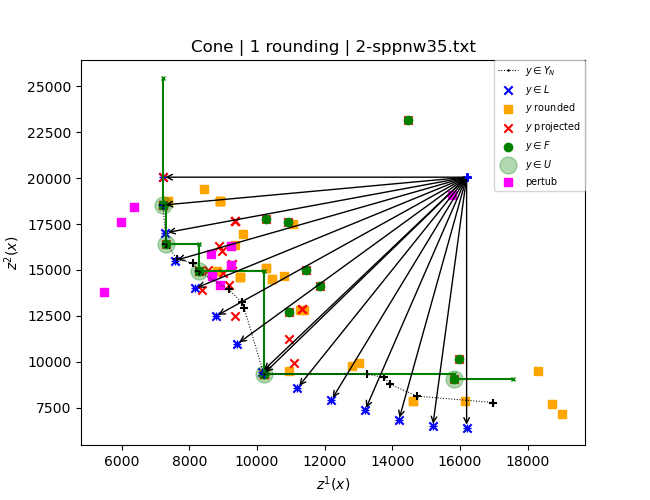 Cone | 1 rounding | 2-sppnw35.txt
25000
22500
20000
17500
15000
12500
10000
7500
z²(x)
6000
8000
10000
12000
14000
16000
18000
z¹(x)
y ∈ Y_N
y ∈ L
y rounded
y projected
y ∈ F
y ∈ U
pertub